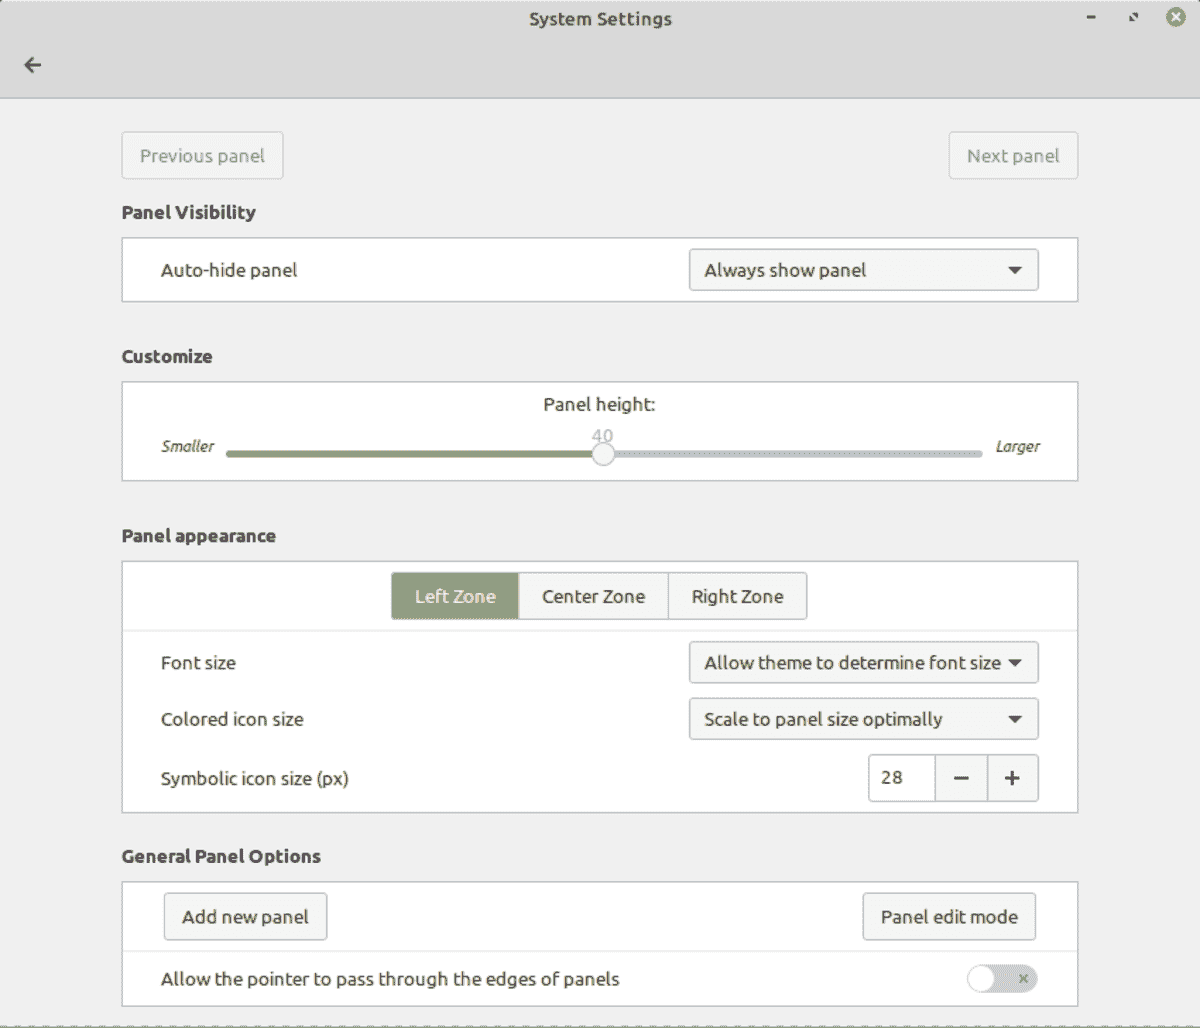 System Settings
Previous panel
Next panel
Panel Visibility
Auto-hide panel
Always show panel
Customize
Panel height:
40
Smaller
Larger
Panel appearance
Left Zone
Center Zone
Right Zone
Font size
Allow theme to determine font size
Colored icon size
Scale to panel size optimally
Symbolic icon size (px)
28
General Panel Options
Add new panel
Panel edit mode
Allow the pointer to pass through the edges of panels